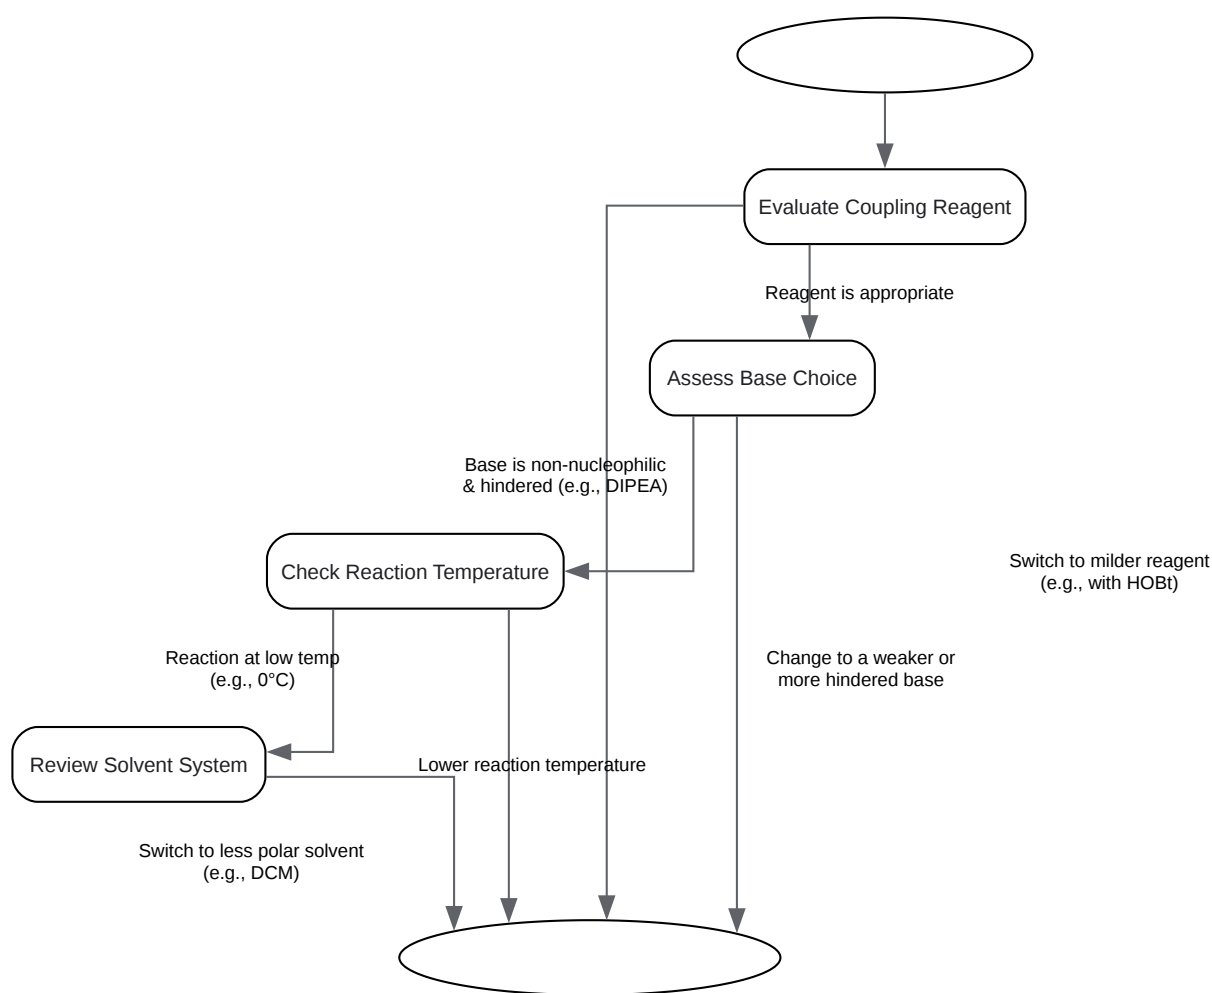 Evaluate Coupling Reagent
Reagent is appropriate
Assess Base Choice
Base is non-nucleophilic
& hindered (e.g., DIPEA)
Switch to milder reagent
(e.g., with HOBt)
Check Reaction Temperature
Reaction at low temp
(e.g., 0°C)
Change to a weaker or
more hindered base
Review Solvent System
Lower reaction temperature
Switch to less polar solvent
(e.g., DCM)